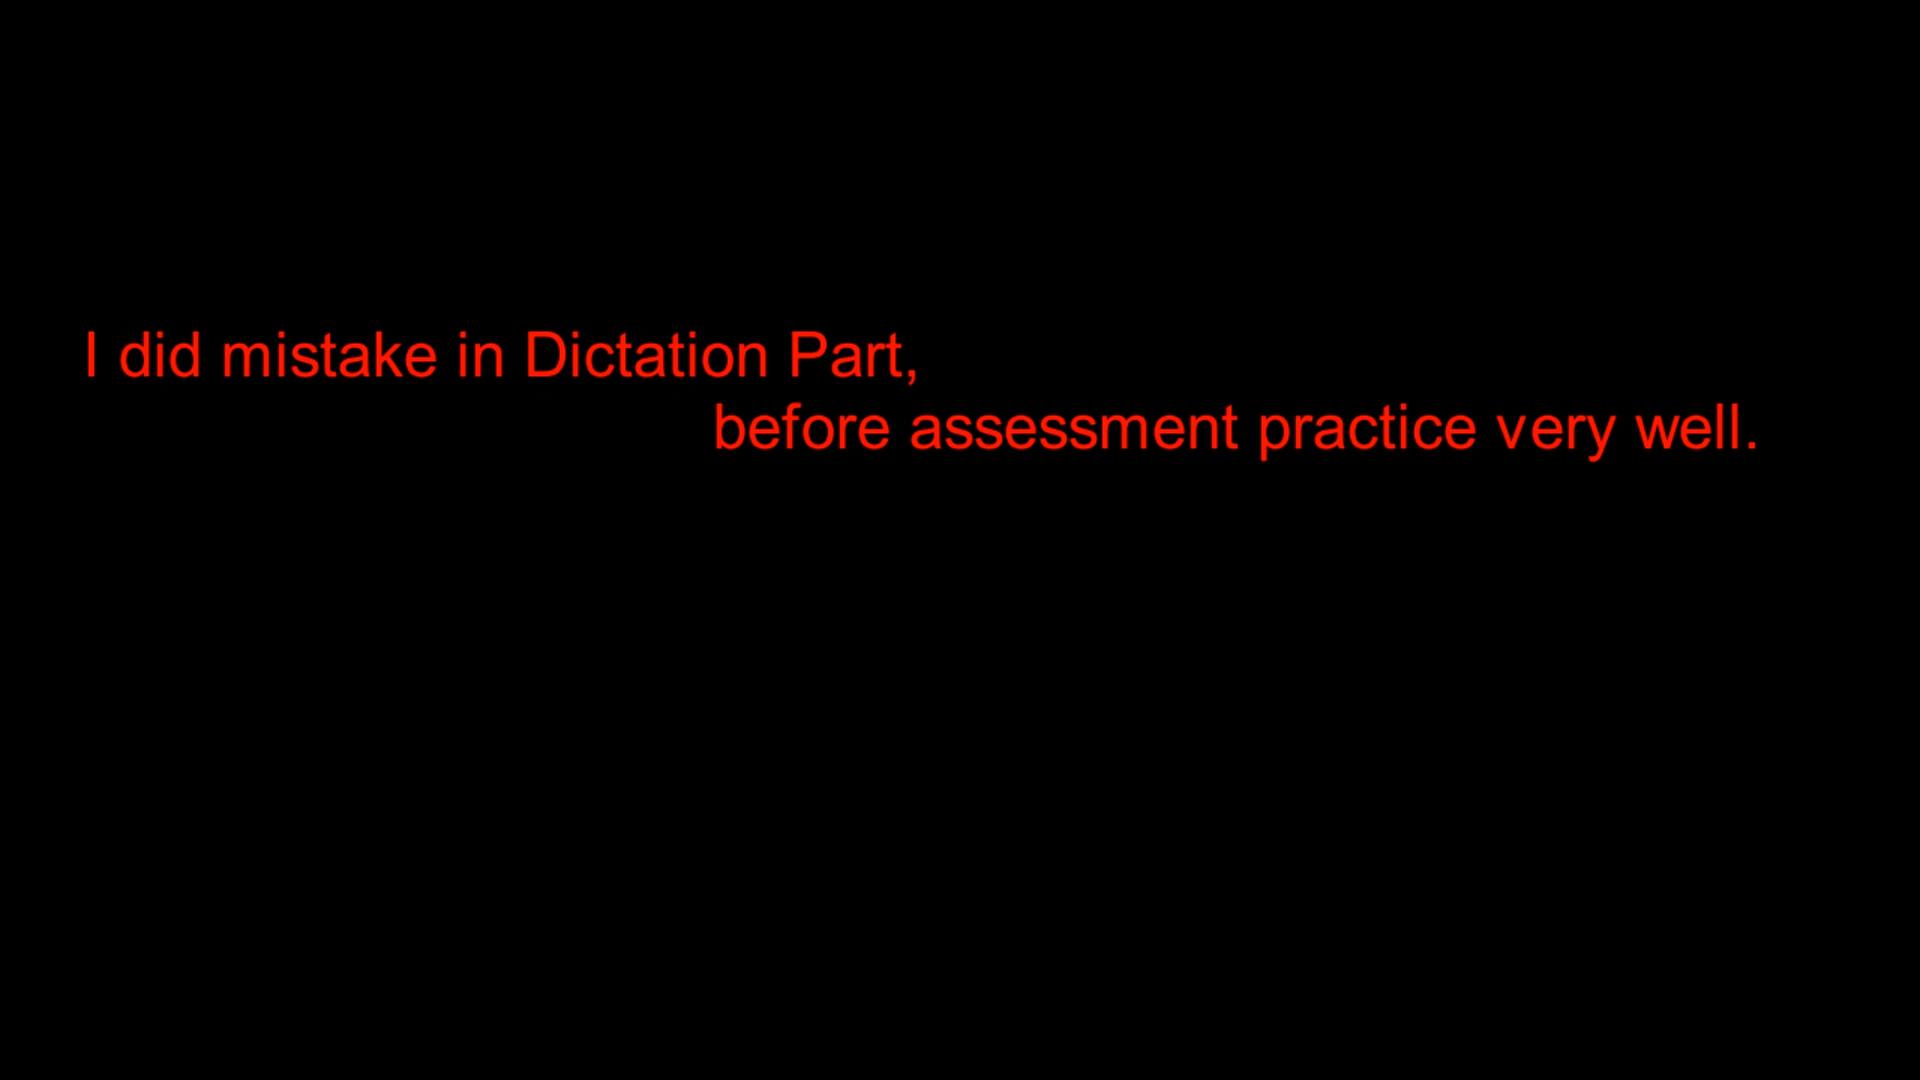 I did mistake in Dictation Part,
before assessment practice very well.